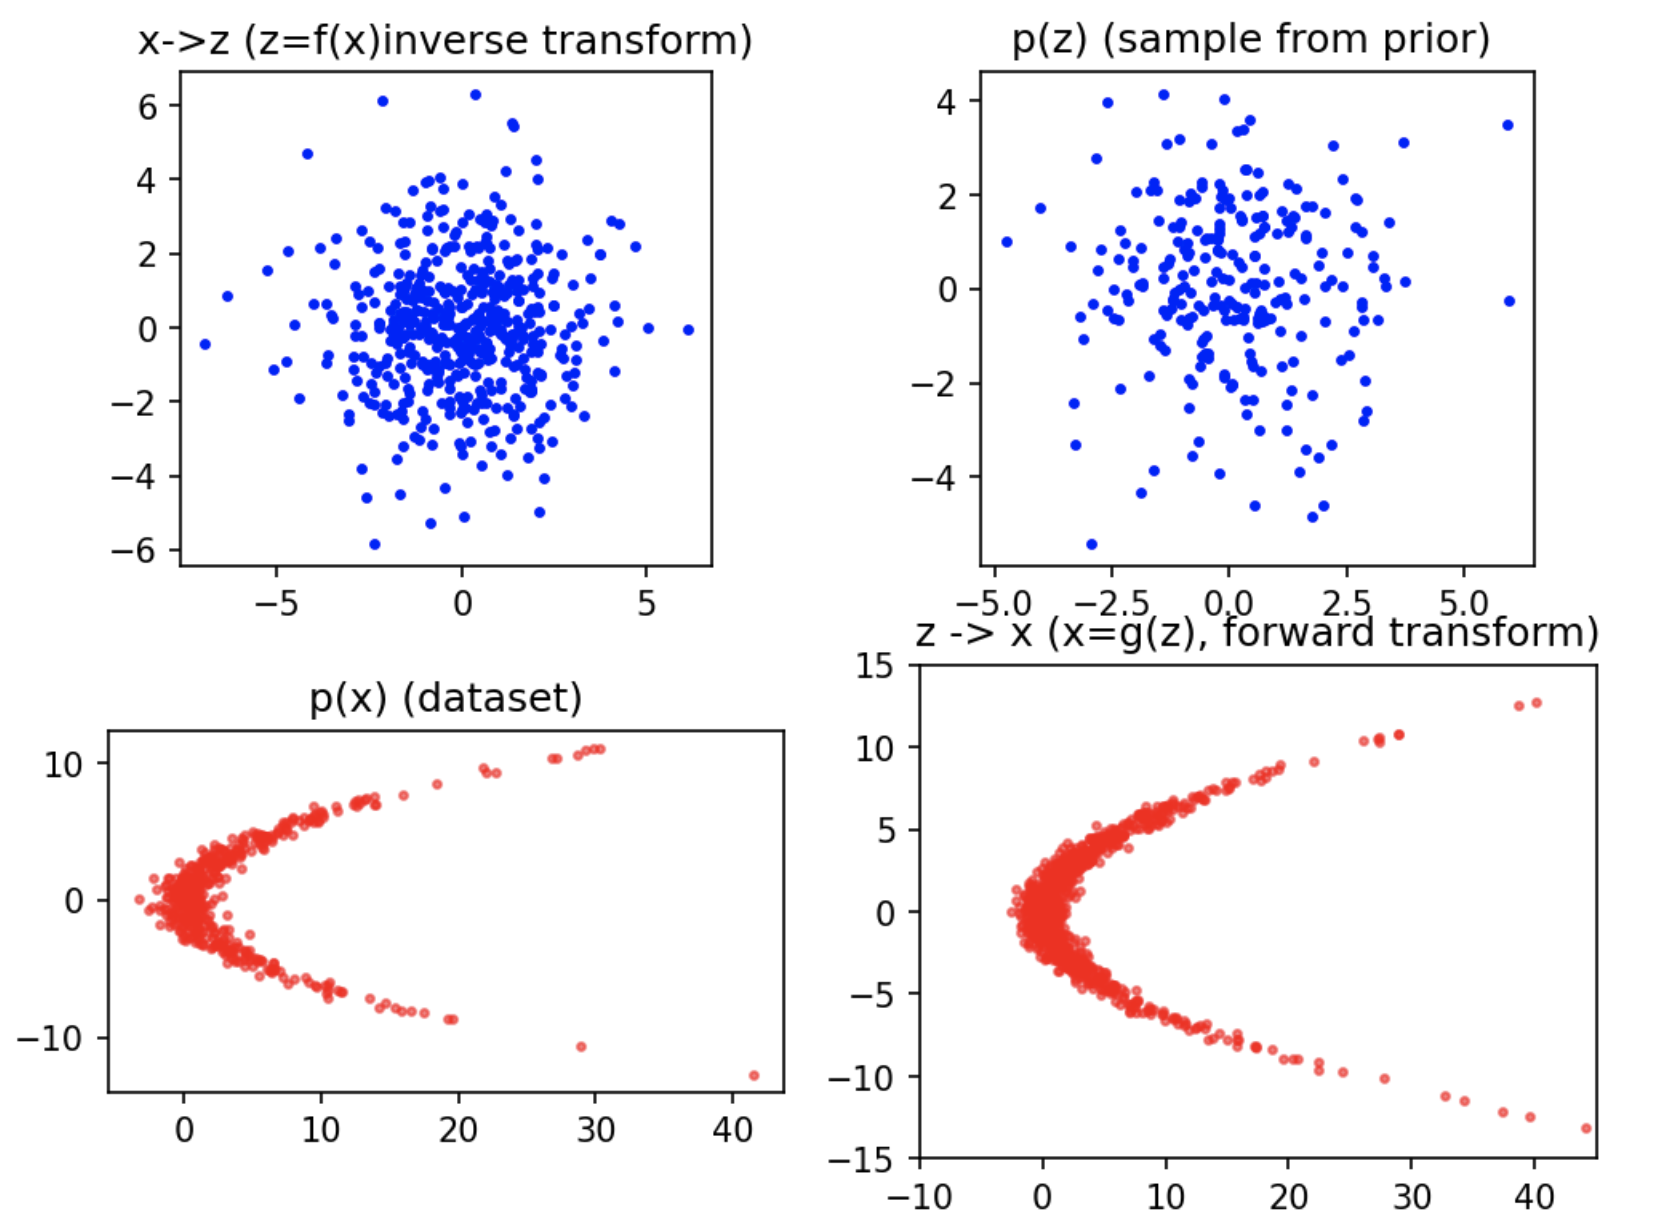 x->z (z=f(x)inverse transform)
6
4
2
0
−2
−4
−6
−5 0 5
p(z) (sample from prior)
4
2
0
−2
−4
−5.0 −2.5 0.0 2.5 5.0
p(x) (dataset)
10
0
−10
0 10 20 30 40
z -> x (x=g(z), forward transform)
15
10
5
0
−5
−10
−15
−10 0 10 20 30 40